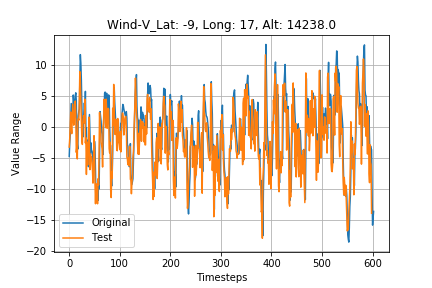 Wind-V_Lat: -9, Long: 17, Alt: 14238.0
Value Range
10
5
0
−5
−10
−15
−20
Original
Test
0 100 200 300 400 500 600
Timesteps